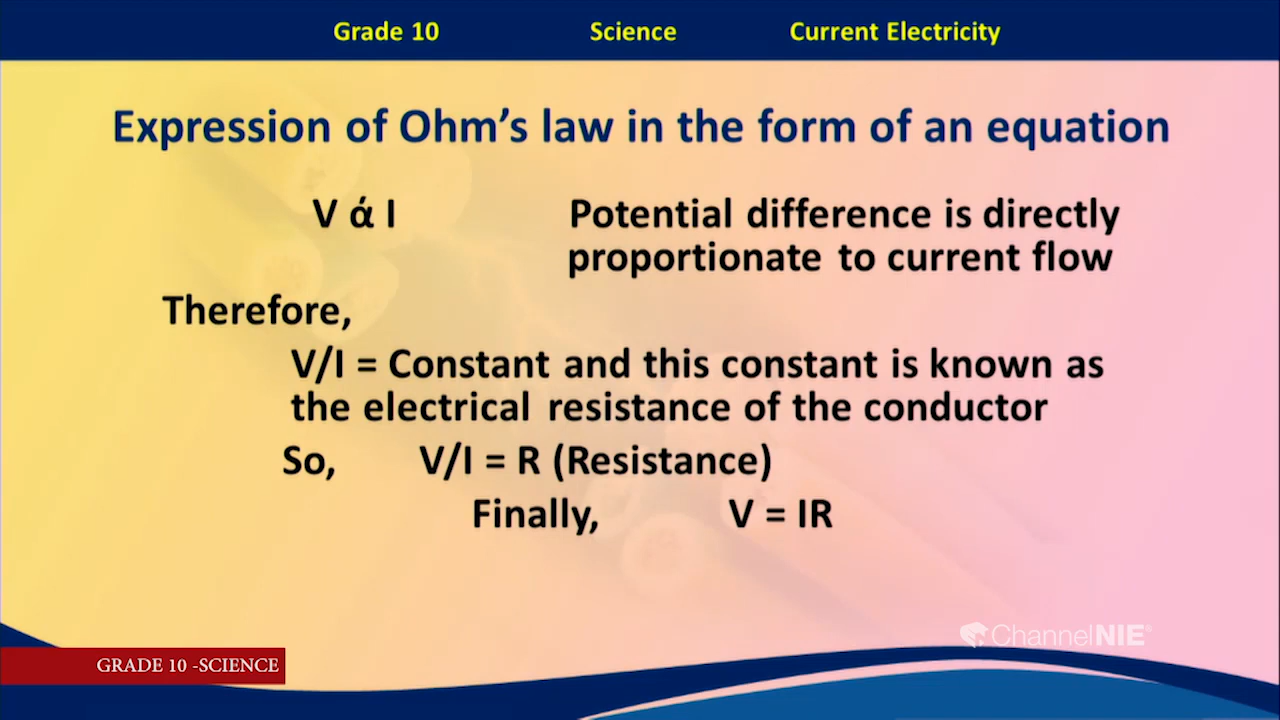 Grade 10 Science Current Electricity
Expression of Ohm's law in the form of an equation
V ά I Potential difference is directly
proportionate to current flow
Therefore,
V/I = Constant and this constant is known as
the electrical resistance of the conductor
So, V/I = R (Resistance)
Finally, V = IR
ChannelNIE®
GRADE 10 -SCIENCE